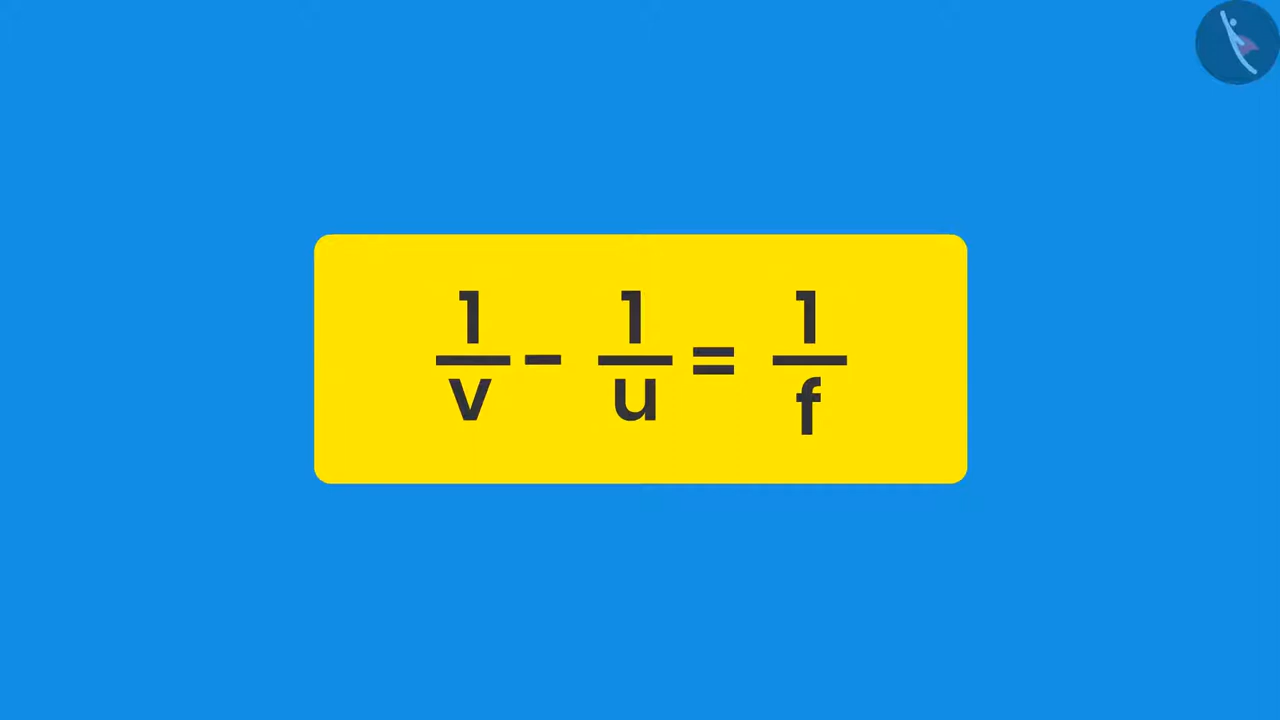 1/v - 1/u = 1/f